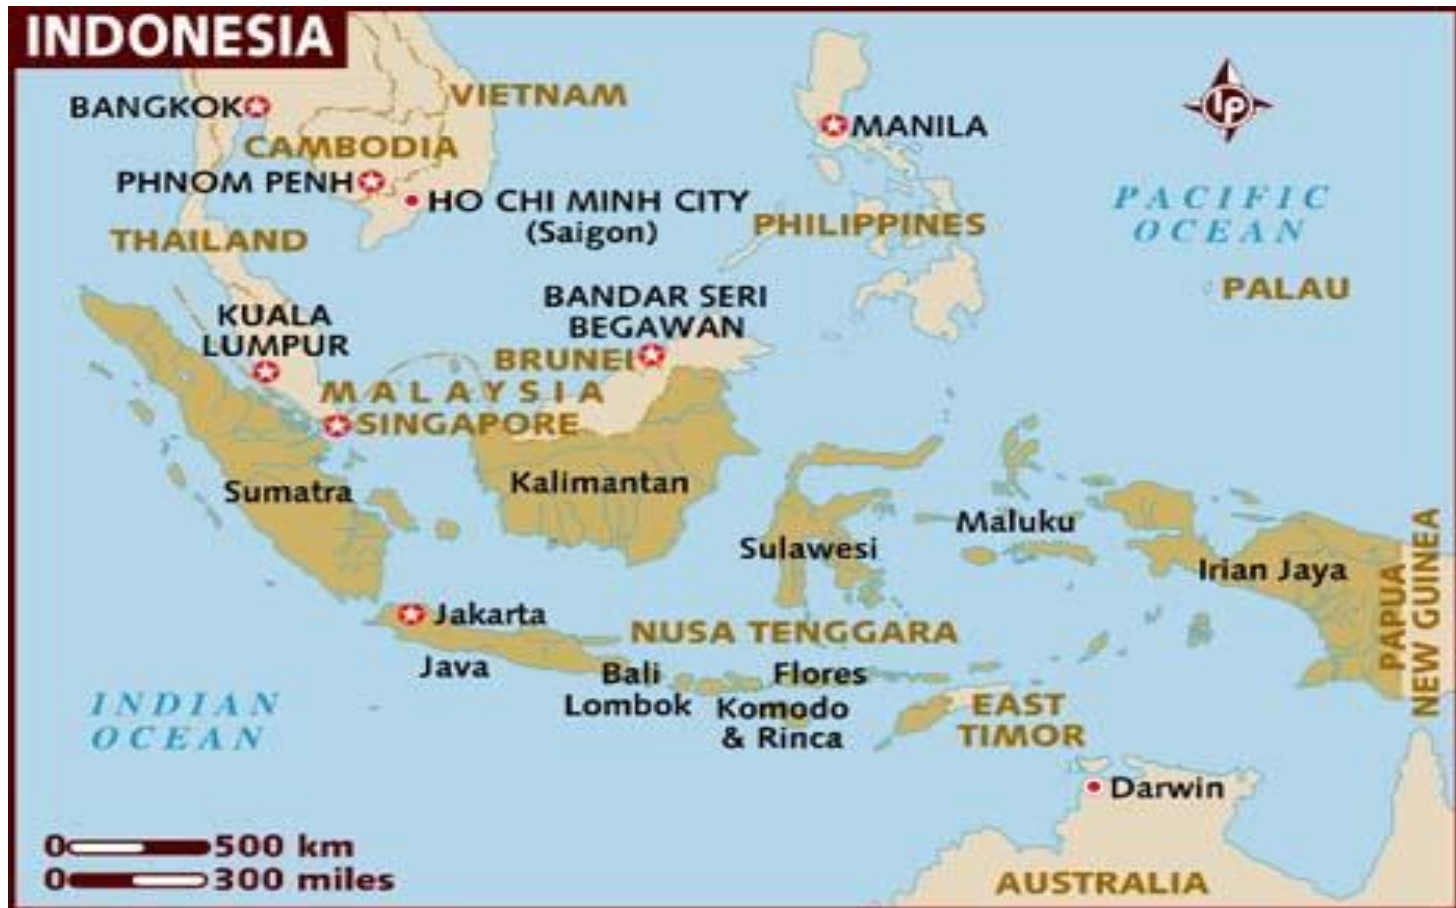 INDONESIA
BANGKOK
VIETNAM
CAMBODIA
PHNOM PENH
HO CHI MINH CITY
(Saigon)
THAILAND
MANILA
PHILIPPINES
lp
PACIFIC
OCEAN
PALAU
KUALA
LUMPUR
BANDAR SERI
BEGAWAN
BRUNEI
MALAYSIA
SINGAPORE
Sumatra
Kalimantan
Sulawesi
Maluku
Irian Jaya
PAPUA
NEW GUINEA
Jakarta
Java
NUSA TENGGARA
Bali
Lombok
Flores
Komodo
& Rinca
EAST
TIMOR
INDIAN
OCEAN
Darwin
AUSTRALIA
0 500 km
0 300 miles